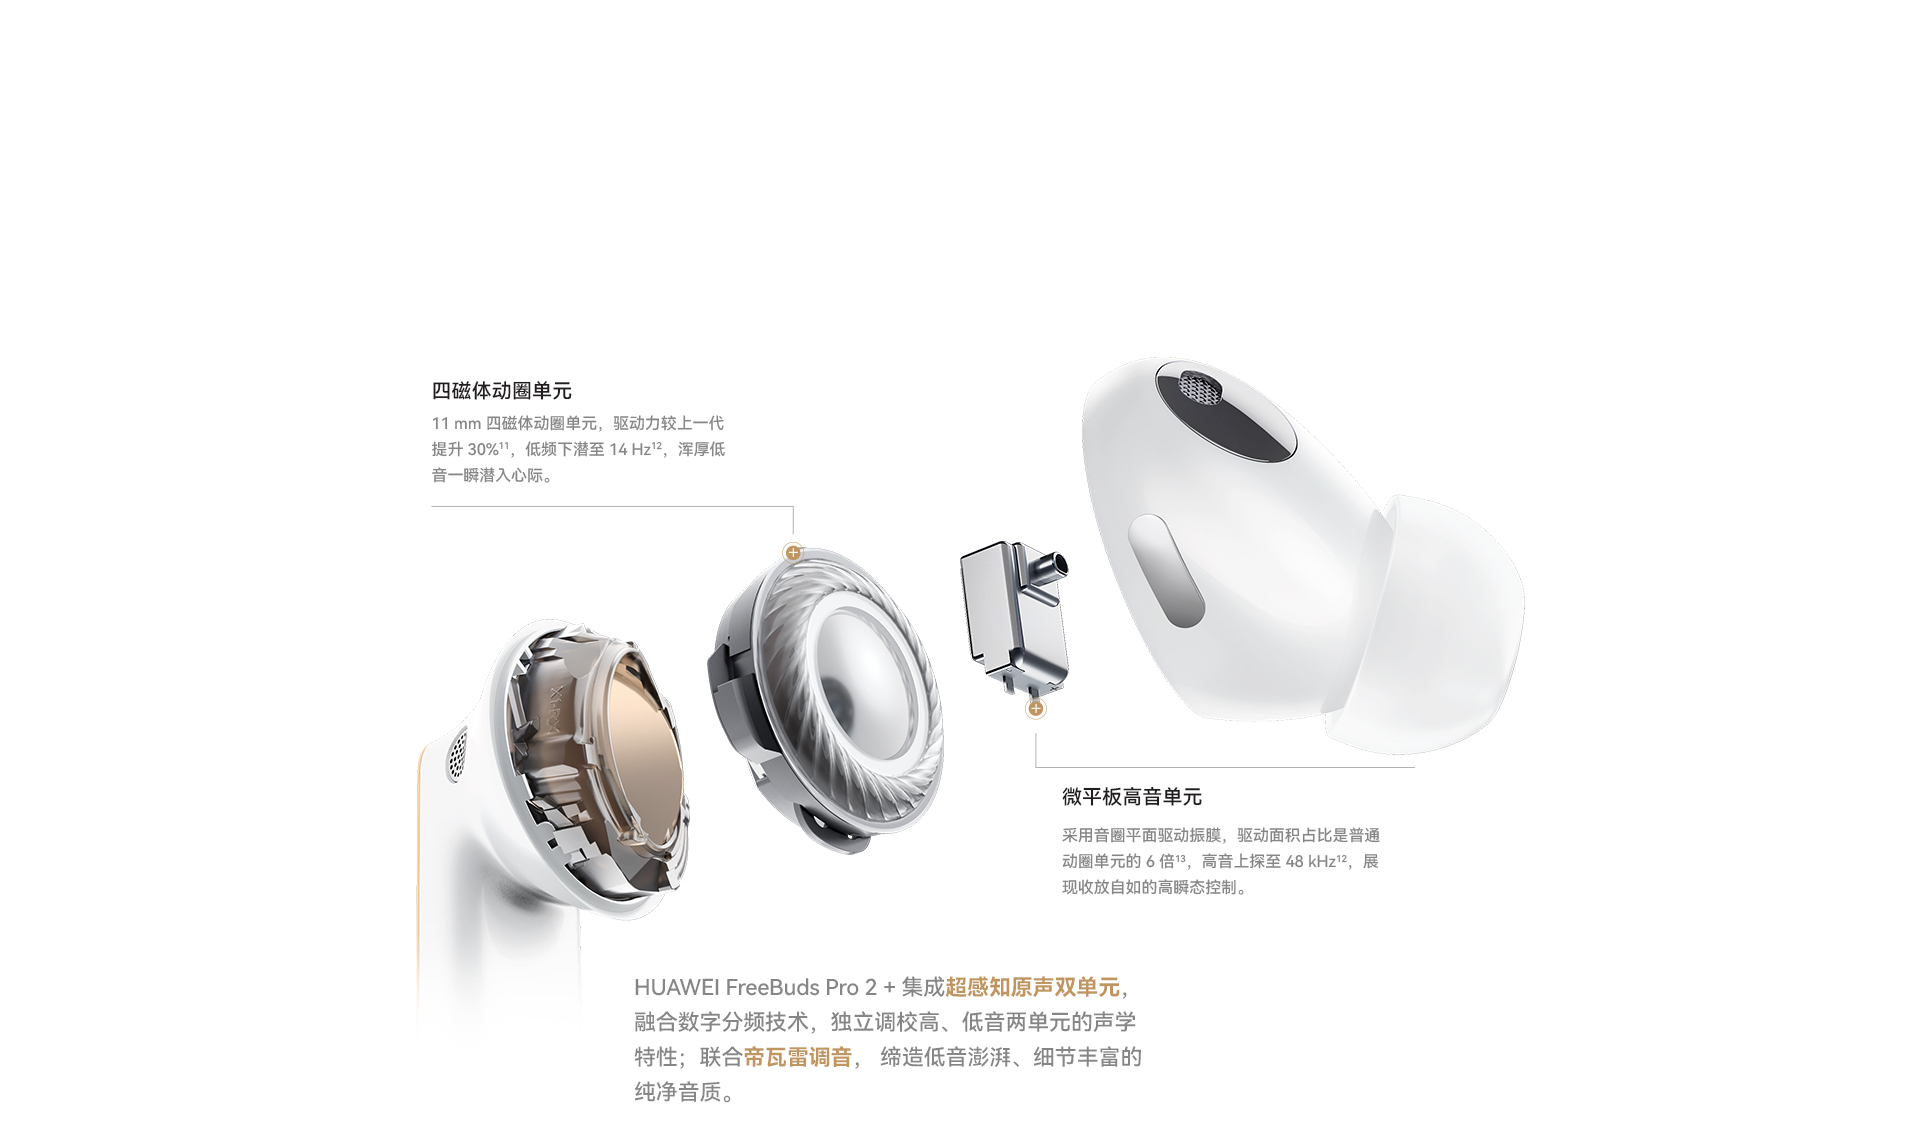 四磁体动圈单元
11 mm 四磁体动圈单元，驱动力较上一代
提升 30%¹¹，低频下潜至 14 Hz¹²，浑厚低
音一瞬潜入心际。
微平板高音单元
采用音圈平面驱动振膜，驱动面积占比是普通
动圈单元的 6 倍¹³，高音上探至 48 kHz¹²，展
现收放自如的高瞬态控制。
HUAWEI FreeBuds Pro 2 + 集成超感知原声双单元，
融合数字分频技术，独立调校高、低音两单元的声学
特性；联合帝瓦雷调音， 缔造低音澎湃、细节丰富的
纯净音质。